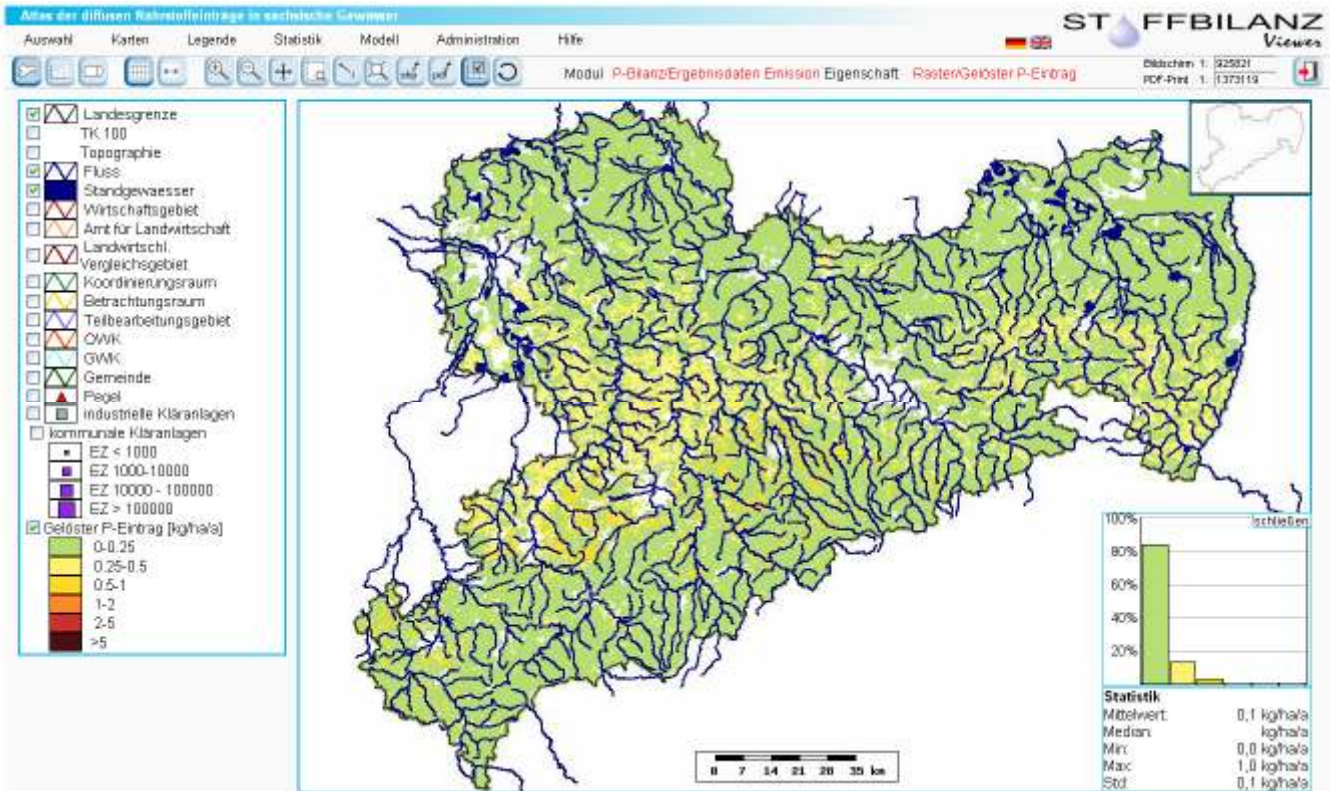 Atlas der diffusen Nährstoffeinträge in sächsische Gewässer
STOFFBILANZ
Viewer
Auswahl Karten Legende Statistik Modell Administration Hilfe
Modul P-Bilanz/Ergebnisdaten Emission Eigenschaft Raster/Gelöster P-Eintrag
Bildschirm 1: 925821
PDF-Print 1: 1373119
Landesgrenze
TK 100
Topographie
Fluss
Standgewaesser
Wirtschaftsgebiet
Amt für Landwirtschaft
Landwirtschl.
Vergleichsgebiet
Koordinierungsraum
Betrachtungsraum
Teilbearbeitungsgebiet
OWK
GWK
Gemeinde
Pegel
industrielle Kläranlagen
kommunale Kläranlagen
EZ < 1000
EZ 1000-10000
EZ 10000 - 100000
EZ > 100000
Gelöster P-Eintrag [kg/ha/a]
0-0.25
0.25-0.5
0.5-1
1-2
2-5
>5
0 7 14 21 28 35 km
100%
schließen
80%
60%
40%
20%
Statistik
Mittelwert: 0,1 kg/ha/a
Median: kg/ha/a
Min: 0,0 kg/ha/a
Max: 1,0 kg/ha/a
Std: 0,1 kg/ha/a